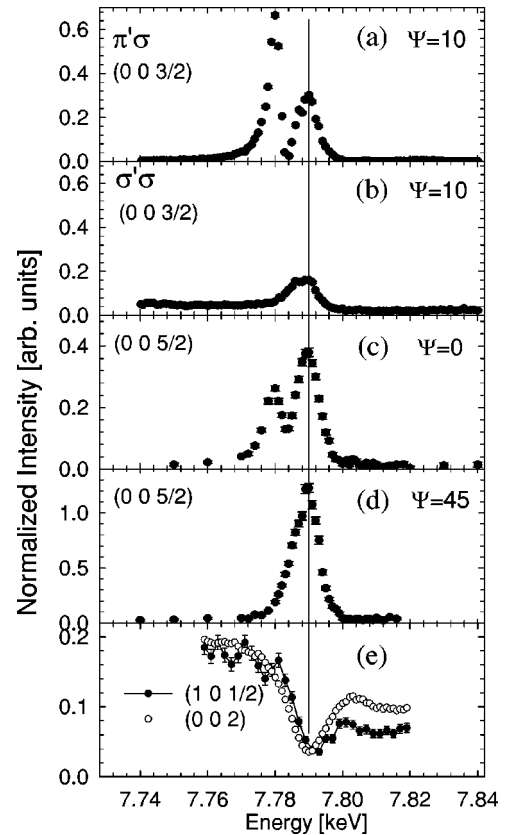 π'σ (a) Ψ=10
(0 0 3/2)
0.6
0.4
0.2
0.0
σ'σ (b) Ψ=10
(0 0 3/2)
0.6
0.4
0.2
0.0
(0 0 5/2) (c) Ψ=0
0.4
0.2
0.0
(0 0 5/2) (d) Ψ=45
1.0
0.5
0.0
(e)
0.2
0.1
0.0
(1 0 1/2)
(0 0 2)
7.74 7.76 7.78 7.80 7.82 7.84
Energy [keV]
Normalized Intensity [arb. units]